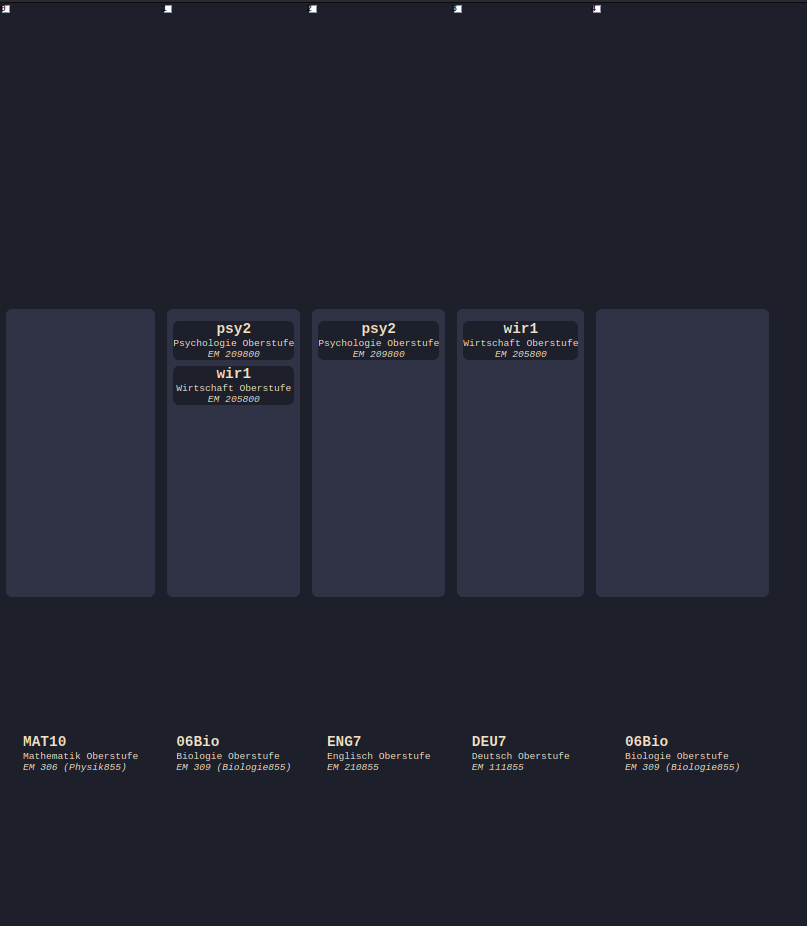 psy2
Psychologie Oberstufe
EM 209800
wir1
Wirtschaft Oberstufe
EM 205800
psy2
Psychologie Oberstufe
EM 209800
wir1
Wirtschaft Oberstufe
EM 205800
MAT10
Mathematik Oberstufe
EM 306 (Physik855)
06Bio
Biologie Oberstufe
EM 309 (Biologie855)
ENG7
Englisch Oberstufe
EM 210855
DEU7
Deutsch Oberstufe
EM 111855
06Bio
Biologie Oberstufe
EM 309 (Biologie855)